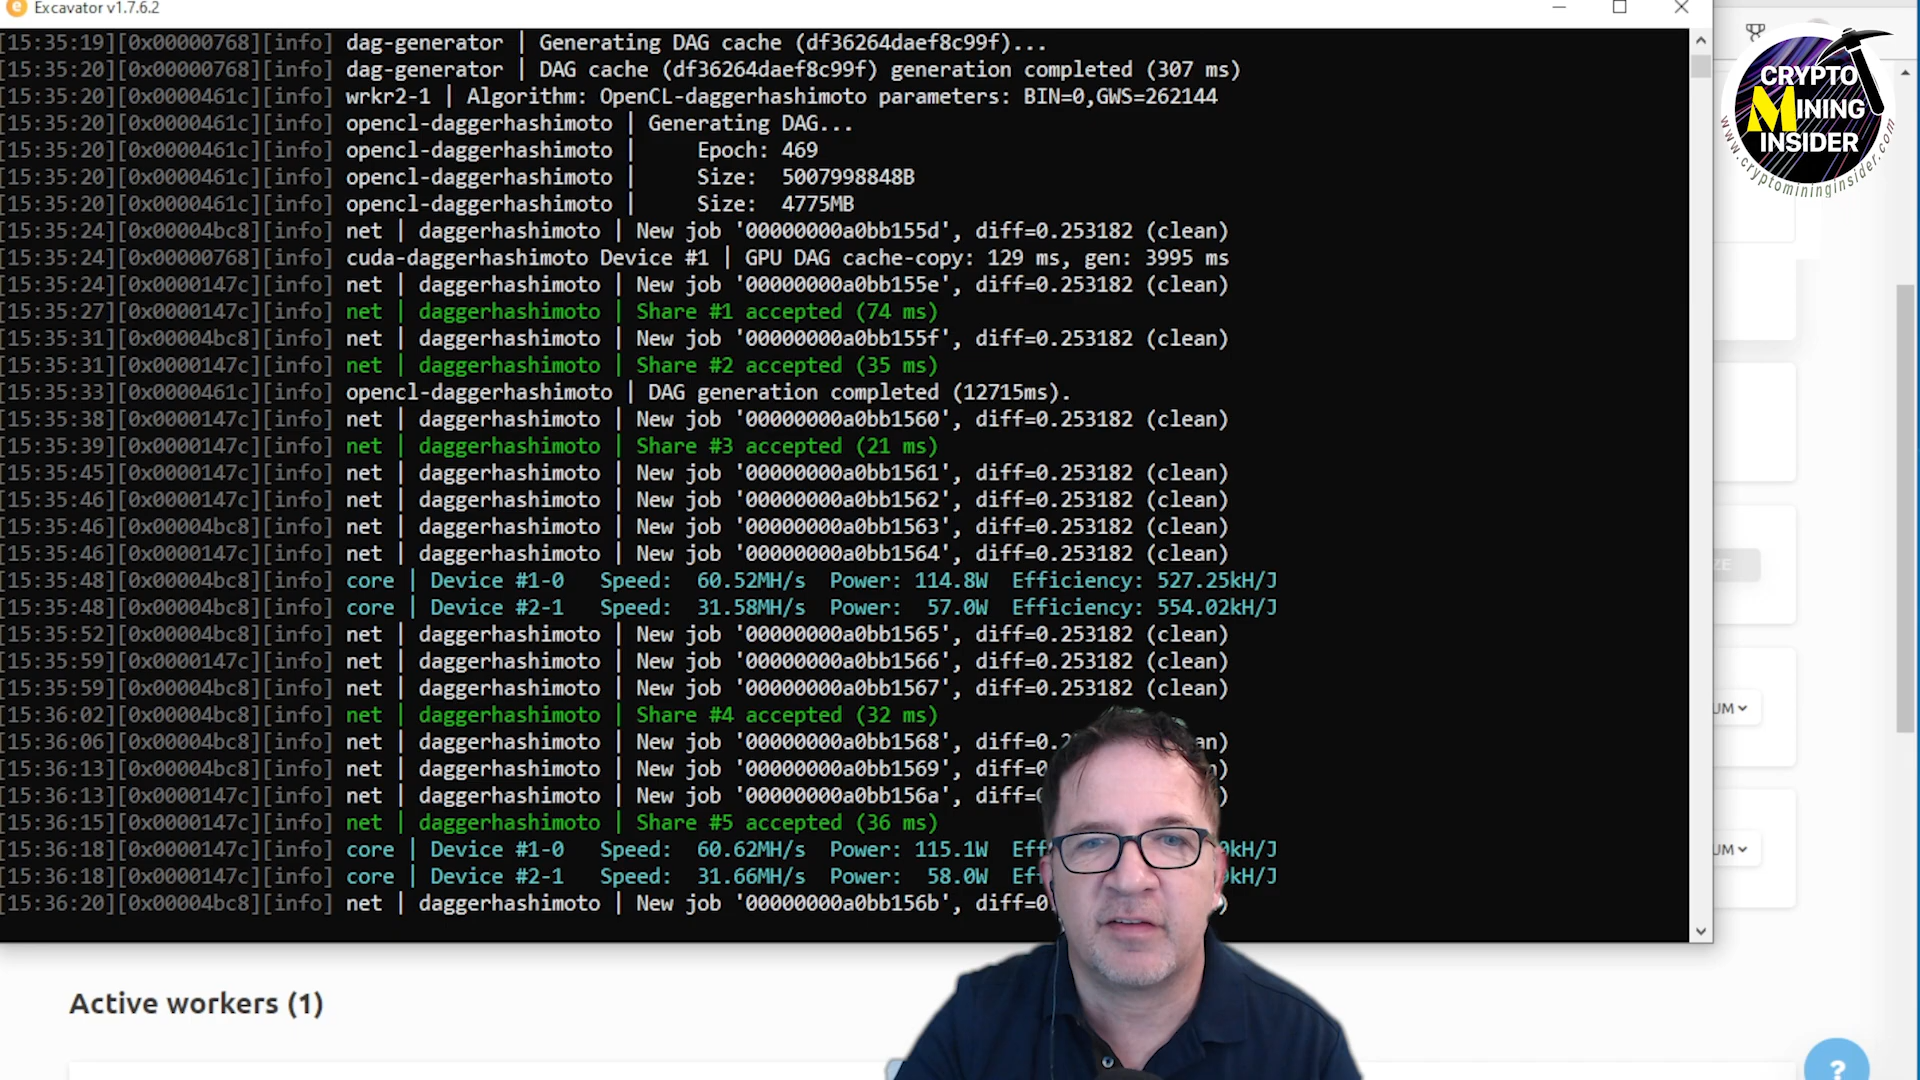 Excavator v1.7.6.2
[15:35:19][0x00000768][info] dag-generator | Generating DAG cache (df36264daef8c99f)...
[15:35:20][0x00000768][info] dag-generator | DAG cache (df36264daef8c99f) generation completed (307 ms)
[15:35:20][0x0000461c][info] wrkr2-1 | Algorithm: OpenCL-daggerhashimoto parameters: BIN=0,GWS=262144
[15:35:20][0x0000461c][info] opencl-daggerhashimoto | Generating DAG...
[15:35:20][0x0000461c][info] opencl-daggerhashimoto | Epoch: 469
[15:35:20][0x0000461c][info] opencl-daggerhashimoto | Size: 5007998848B
[15:35:20][0x0000461c][info] opencl-daggerhashimoto | Size: 4775MB
[15:35:24][0x00004bc8][info] net | daggerhashimoto | New job '00000000a0bb155d', diff=0.253182 (clean)
[15:35:24][0x00000768][info] cuda-daggerhashimoto Device #1 | GPU DAG cache-copy: 129 ms, gen: 3995 ms
[15:35:24][0x0000147c][info] net | daggerhashimoto | New job '00000000a0bb155e', diff=0.253182 (clean)
[15:35:27][0x0000147c][info] net | daggerhashimoto | Share #1 accepted (74 ms)
[15:35:31][0x00004bc8][info] net | daggerhashimoto | New job '00000000a0bb155f', diff=0.253182 (clean)
[15:35:31][0x0000147c][info] net | daggerhashimoto | Share #2 accepted (35 ms)
[15:35:33][0x0000461c][info] opencl-daggerhashimoto | DAG generation completed (12715ms).
[15:35:38][0x0000147c][info] net | daggerhashimoto | New job '00000000a0bb1560', diff=0.253182 (clean)
[15:35:39][0x0000147c][info] net | daggerhashimoto | Share #3 accepted (21 ms)
[15:35:45][0x0000147c][info] net | daggerhashimoto | New job '00000000a0bb1561', diff=0.253182 (clean)
[15:35:46][0x0000147c][info] net | daggerhashimoto | New job '00000000a0bb1562', diff=0.253182 (clean)
[15:35:46][0x00004bc8][info] net | daggerhashimoto | New job '00000000a0bb1563', diff=0.253182 (clean)
[15:35:46][0x0000147c][info] net | daggerhashimoto | New job '00000000a0bb1564', diff=0.253182 (clean)
[15:35:48][0x00004bc8][info] core | Device #1-0 Speed: 60.52MH/s Power: 114.8W Efficiency: 527.25kH/J
[15:35:48][0x00004bc8][info] core | Device #2-1 Speed: 31.58MH/s Power: 57.0W Efficiency: 554.02kH/J
[15:35:52][0x00004bc8][info] net | daggerhashimoto | New job '00000000a0bb1565', diff=0.253182 (clean)
[15:35:59][0x0000147c][info] net | daggerhashimoto | New job '00000000a0bb1566', diff=0.253182 (clean)
[15:35:59][0x00004bc8][info] net | daggerhashimoto | New job '00000000a0bb1567', diff=0.253182 (clean)
[15:36:02][0x00004bc8][info] net | daggerhashimoto | Share #4 accepted (32 ms)
[15:36:06][0x00004bc8][info] net | daggerhashimoto | New job '00000000a0bb1568', diff=0.2 an)
[15:36:13][0x00004bc8][info] net | daggerhashimoto | New job '00000000a0bb1569', diff=0 )
[15:36:13][0x0000147c][info] net | daggerhashimoto | New job '00000000a0bb156a', diff= )
[15:36:15][0x0000147c][info] net | daggerhashimoto | Share #5 accepted (36 ms)
[15:36:18][0x0000147c][info] core | Device #1-0 Speed: 60.62MH/s Power: 115.1W Eff 0kH/J
[15:36:18][0x0000147c][info] core | Device #2-1 Speed: 31.66MH/s Power: 58.0W Ef kH/J
[15:36:20][0x00004bc8][info] net | daggerhashimoto | New job '00000000a0bb156b', diff=0 )
CRYPTO
MINING
INSIDER
www.cryptomininginsider.com
ZE
UM
UM
Active workers (1)
?